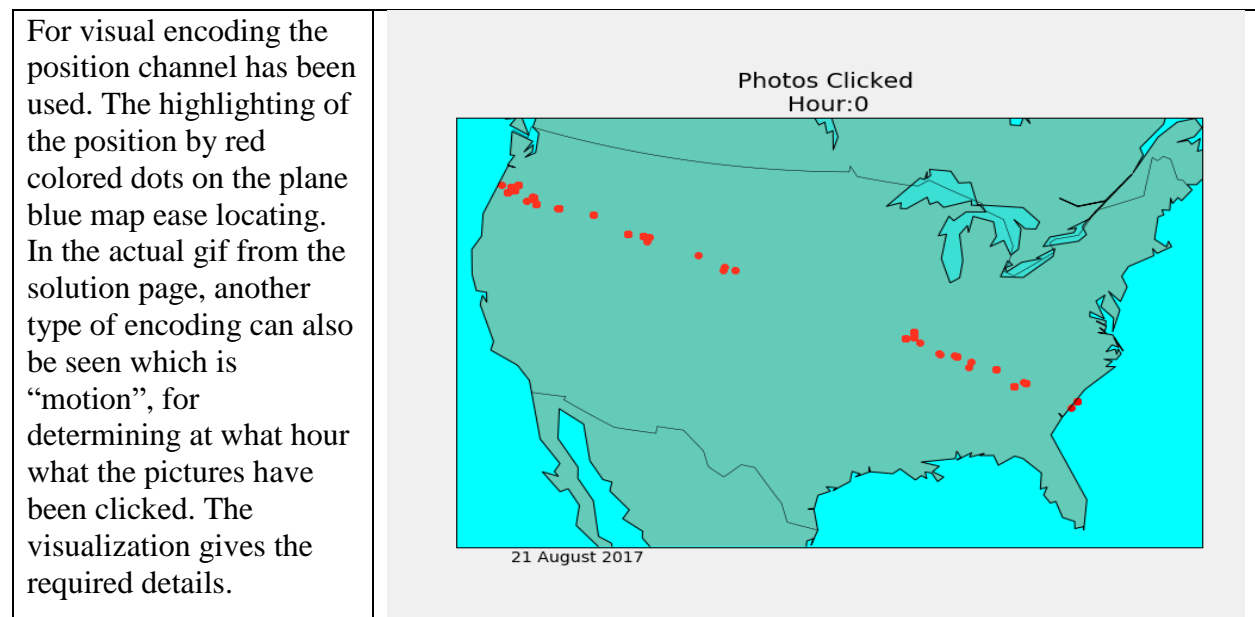 For visual encoding the
position channel has been
used. The highlighting of
the position by red
colored dots on the plane
blue map ease locating.
In the actual gif from the
solution page, another
type of encoding can also
be seen which is
“motion”, for
determining at what hour
what the pictures have
been clicked. The
visualization gives the
required details.
Photos Clicked
Hour:0
21 August 2017